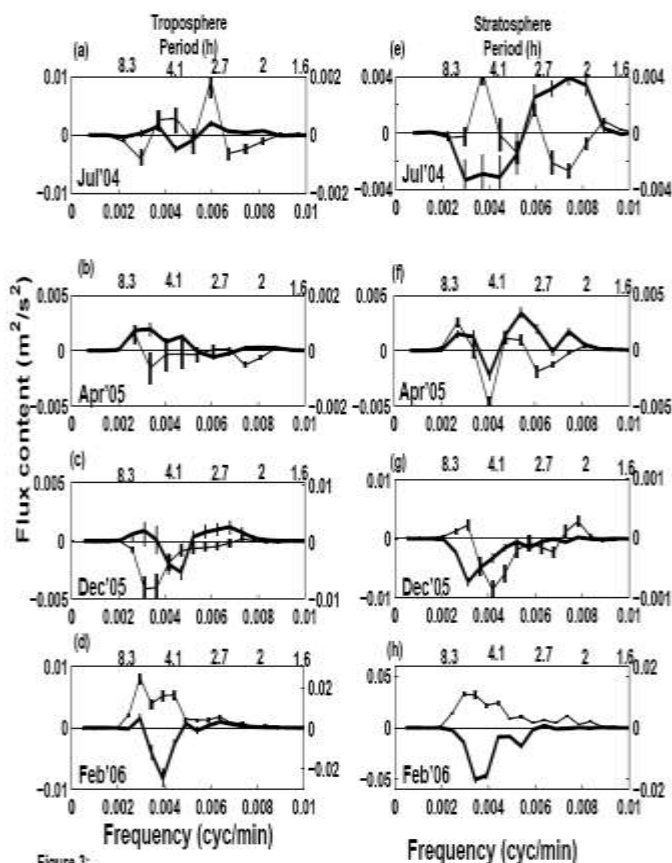 Troposphere
Stratosphere
Period (h)
Period (h)
(a)
8.3 4.1 2.7 2 1.6
0.01
0
−0.01
0.002
0
−0.002
Jul'04
0 0.002 0.004 0.006 0.008 0.01
(e)
8.3 4.1 2.7 2 1.6
0.004
0
−0.004
0.004
0
−0.004
Jul'04
0 0.002 0.004 0.006 0.008 0.01
(b)
8.3 4.1 2.7 2 1.6
0.005
0
−0.005
0.002
0
−0.002
Apr'05
0 0.002 0.004 0.006 0.008 0.01
(f)
8.3 4.1 2.7 2 1.6
0.005
0
−0.005
0.005
0
−0.005
Apr'05
0 0.002 0.004 0.006 0.008 0.01
Flux content (m²/s²)
(c)
8.3 4.1 2.7 2 1.6
0.005
0
−0.005
0.01
0
−0.01
Dec'05
0 0.002 0.004 0.006 0.008 0.01
(g)
8.3 4.1 2.7 2 1.6
0.01
0
−0.01
0.001
0
−0.001
Dec'05
0 0.002 0.004 0.006 0.008 0.01
(d)
8.3 4.1 2.7 2 1.6
0.01
0
−0.01
0.02
0
−0.02
Feb'06
0 0.002 0.004 0.006 0.008 0.01
(h)
8.3 4.1 2.7 2 1.6
0.05
0
−0.05
0.02
0
−0.02
Feb'06
0 0.002 0.004 0.006 0.008 0.01
Frequency (cyc/min)
Frequency (cyc/min)
Figure 3: